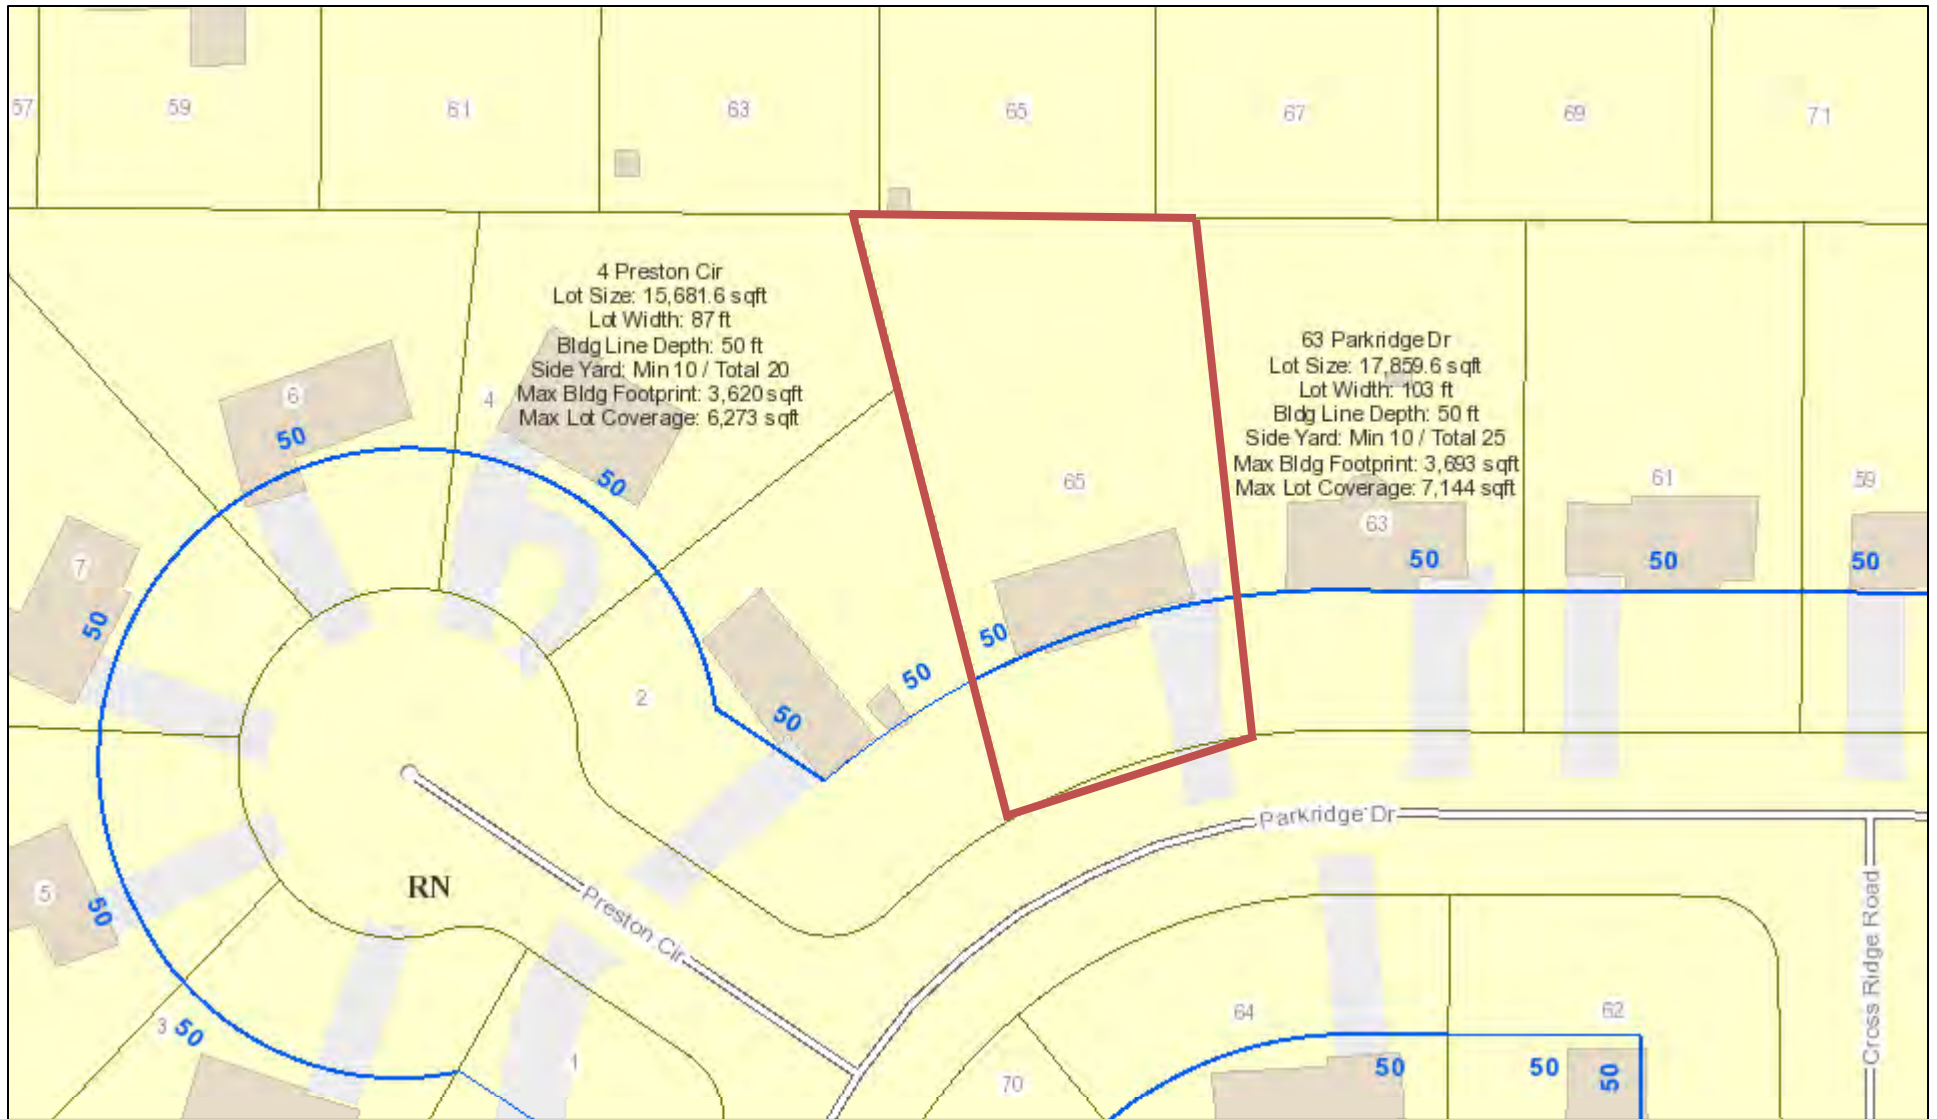 57
59
61
63
65
67
69
71
4 Preston Cir
Lot Size: 15,681.6 sqft
Lot Width: 87 ft
Bldg Line Depth: 50 ft
Side Yard: Min 10 / Total 20
Max Bldg Footprint: 3,620 sqft
Max Lot Coverage: 6,273 sqft
63 Parkridge Dr
Lot Size: 17,859.6 sqft
Lot Width: 103 ft
Bldg Line Depth: 50 ft
Side Yard: Min 10 / Total 25
Max Bldg Footprint: 3,693 sqft
Max Lot Coverage: 7,144 sqft
6
4
50
50
65
61
59
63
50
50
50
7
50
50
50
2
50
Parkridge Dr
5
50
RN
Preston Cir
Cross Ridge Road
3
50
1
64
62
70
50
50
50